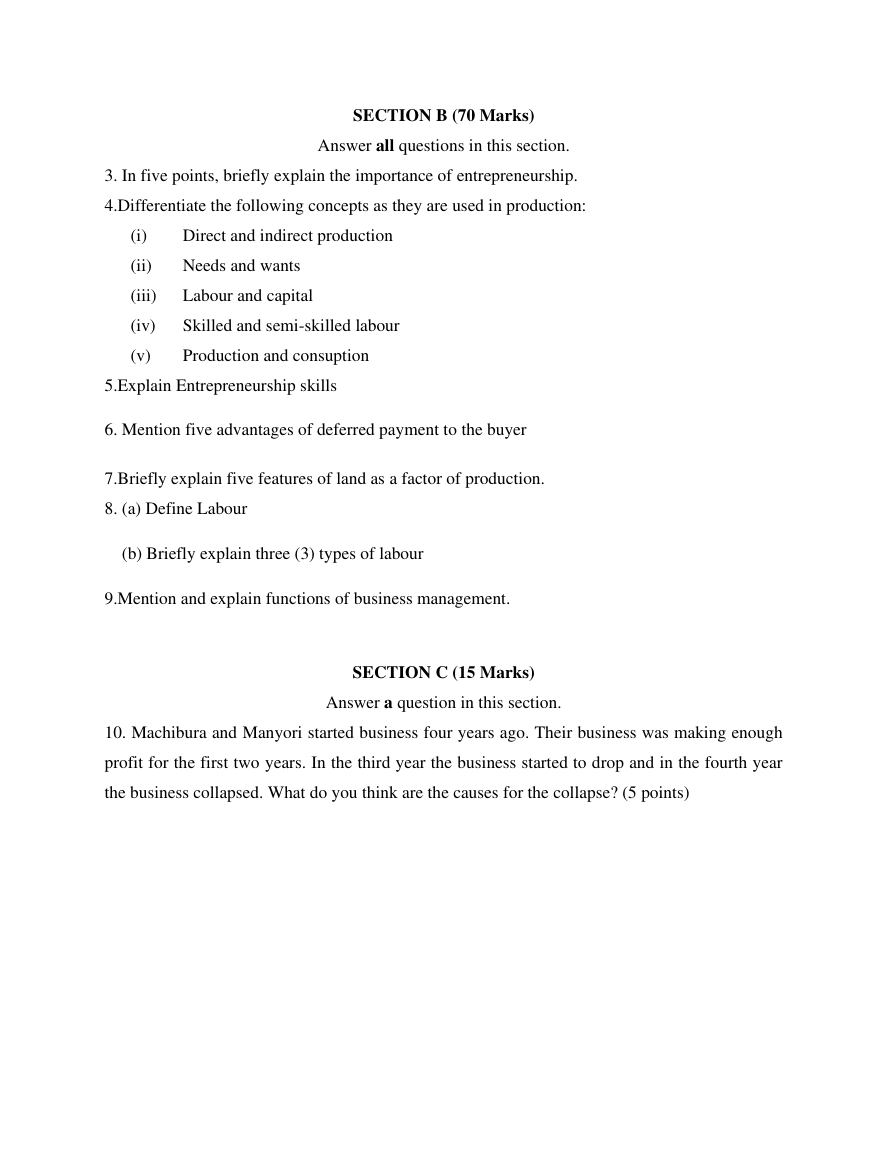 SECTION B (70 Marks)
Answer all questions in this section.
3. In five points, briefly explain the importance of entrepreneurship.
4.Differentiate the following concepts as they are used in production:
(i) Direct and indirect production
(ii) Needs and wants
(iii) Labour and capital
(iv) Skilled and semi-skilled labour
(v) Production and consuption
5.Explain Entrepreneurship skills
6. Mention five advantages of deferred payment to the buyer
7.Briefly explain five features of land as a factor of production.
8. (a) Define Labour
(b) Briefly explain three (3) types of labour
9.Mention and explain functions of business management.
SECTION C (15 Marks)
Answer a question in this section.
10. Machibura and Manyori started business four years ago. Their business was making enough
profit for the first two years. In the third year the business started to drop and in the fourth year
the business collapsed. What do you think are the causes for the collapse? (5 points)